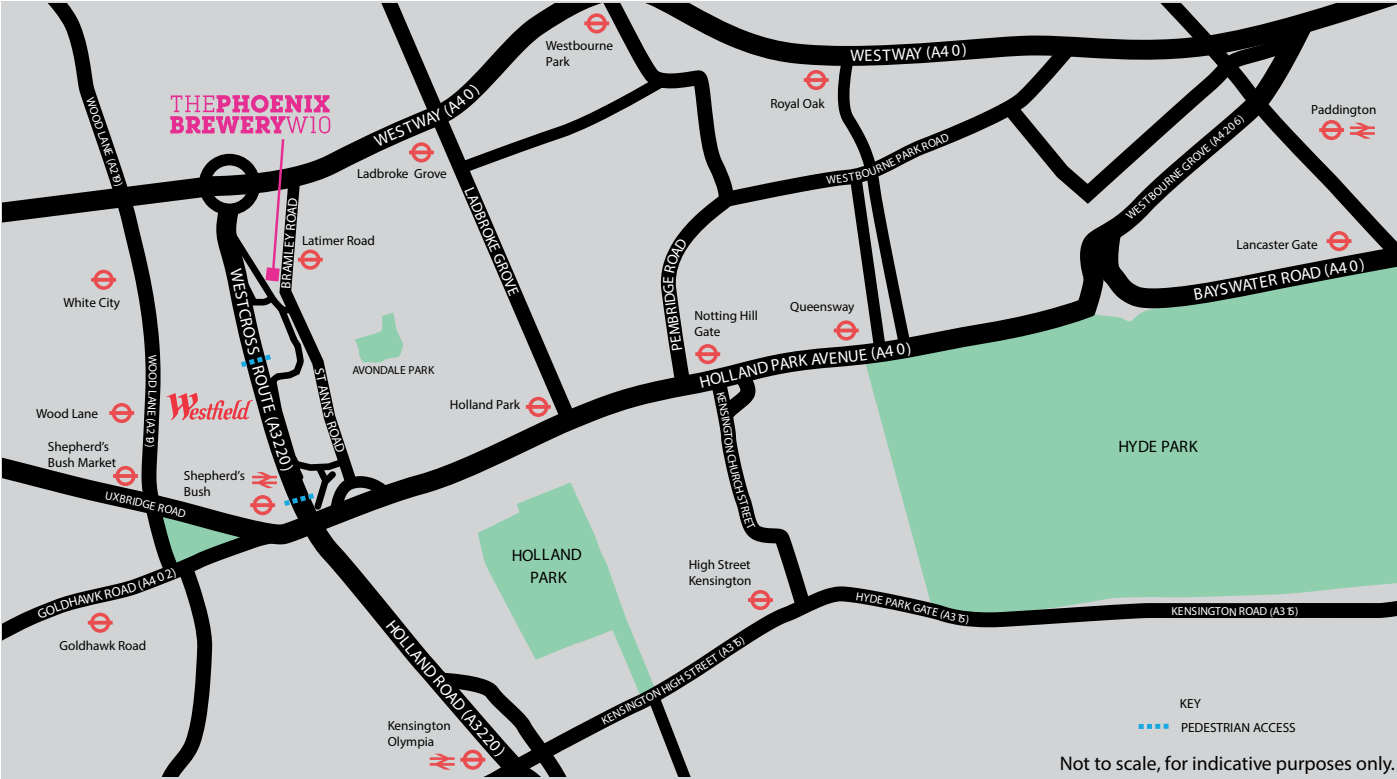 Westbourne
Park
WESTWAY (A40)
Royal Oak
Paddington
WOOD LANE (A219)
THE PHOENIX
BREWERY W10
WESTWAY (A40)
Ladbroke Grove
WESTBOURNE PARK ROAD
WESTBOURNE GROVE (A4206)
LADBROKE GROVE
BRAMLEY ROAD
Latimer Road
Lancaster Gate
BAYSWATER ROAD (A40)
White City
WESTCROSS ROUTE (A3220)
PEMBRIDGE ROAD
Notting Hill
Gate
Queensway
HOLLAND PARK AVENUE (A40)
AVONDALE PARK
ST ANN'S ROAD
WOOD LANE (A219)
Westfield
Wood Lane
Holland Park
KENSINGTON CHURCH STREET
HYDE PARK
Shepherd's
Bush Market
Shepherd's
Bush
UXBRIDGE ROAD
HOLLAND
PARK
High Street
Kensington
GOLDHAWK ROAD (A402)
Goldhawk Road
HYDE PARK GATE (A315)
KENSINGTON ROAD (A315)
HOLLAND ROAD (A3220)
KENSINGTON HIGH STREET (A315)
Kensington
Olympia
KEY
PEDESTRIAN ACCESS
Not to scale, for indicative purposes only.